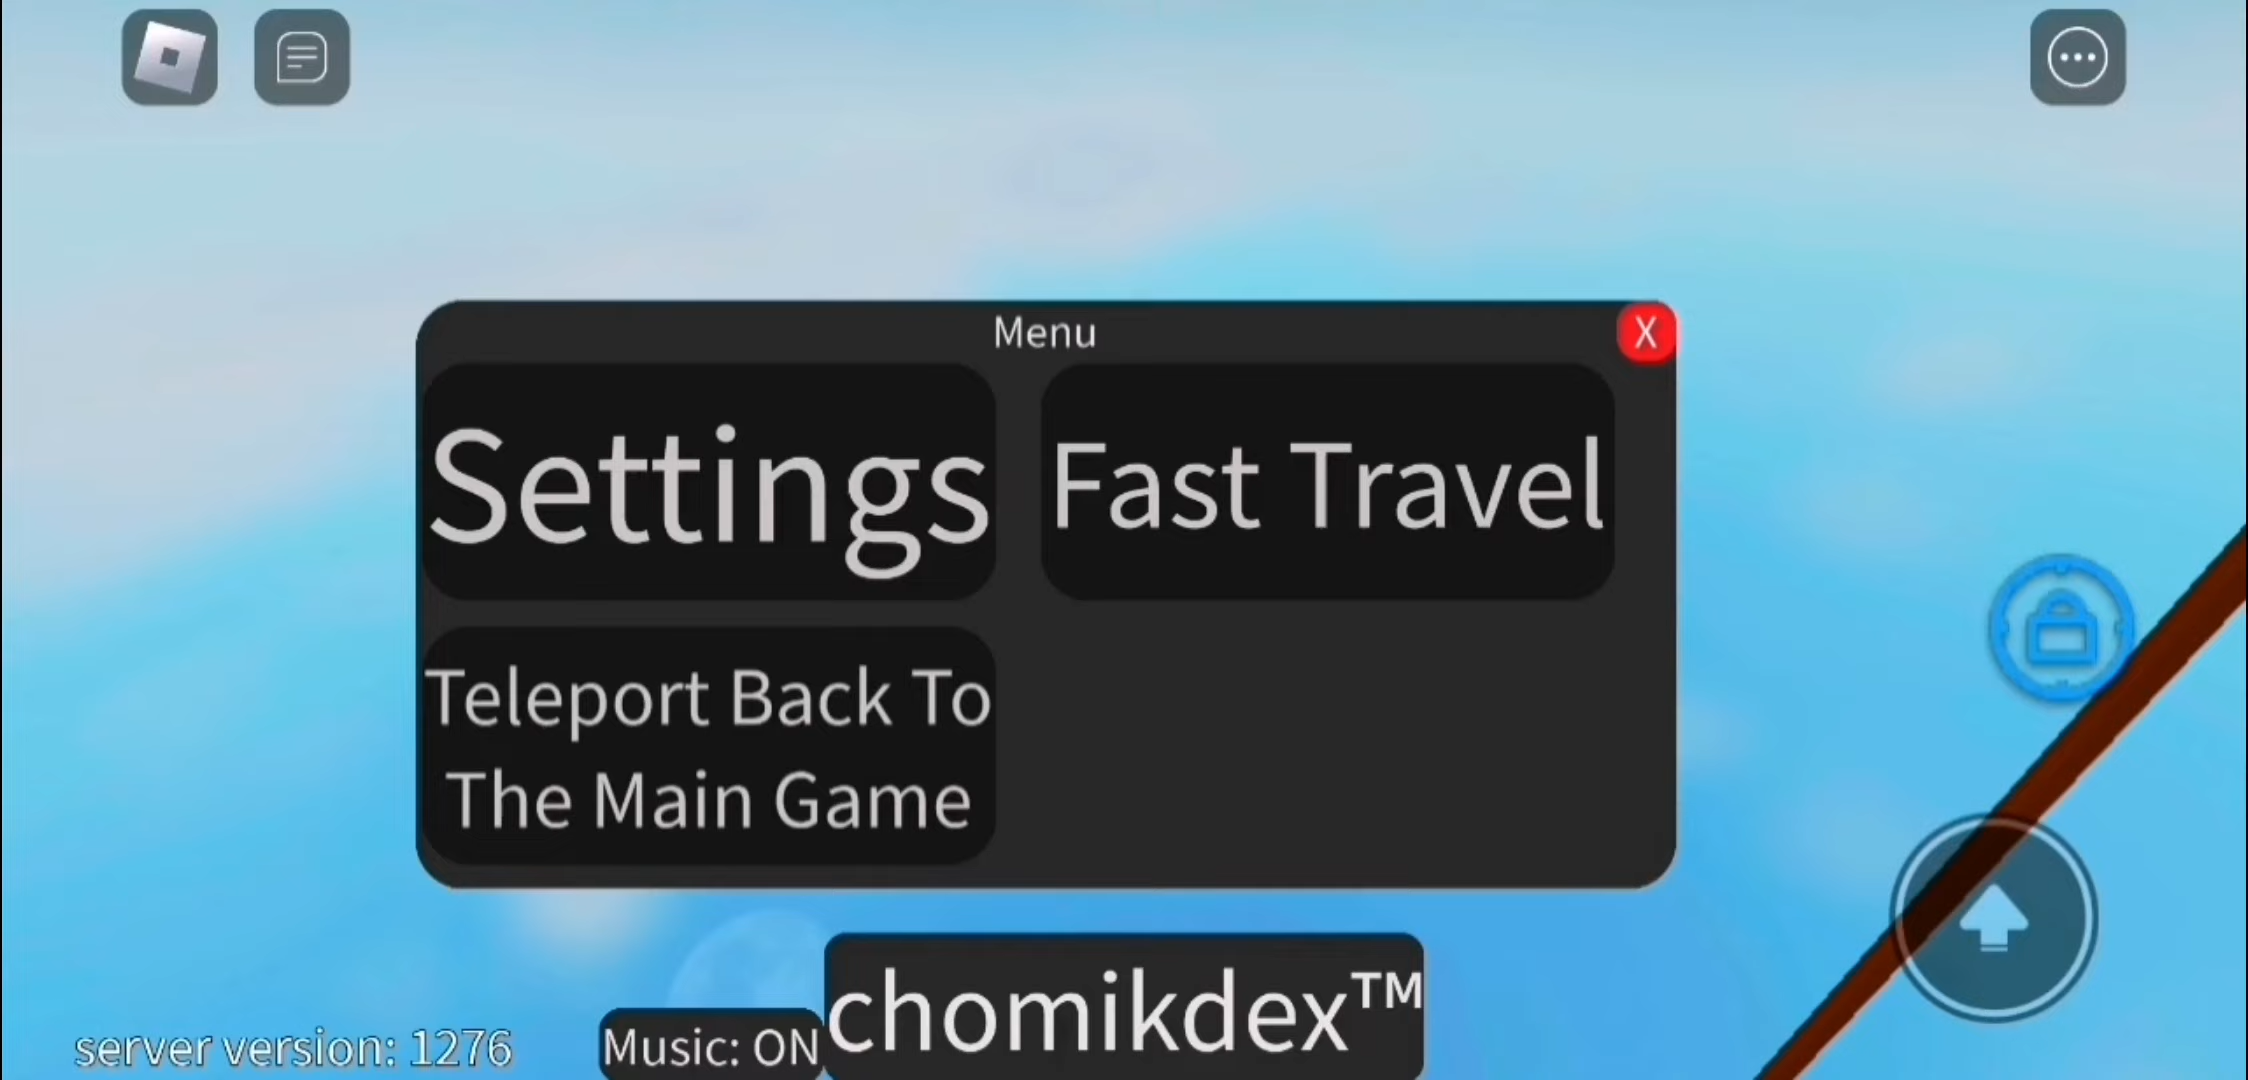 Menu
X
Settings
Fast Travel
Teleport Back To
The Main Game
chomikdex™
Music: ON
server version: 1276